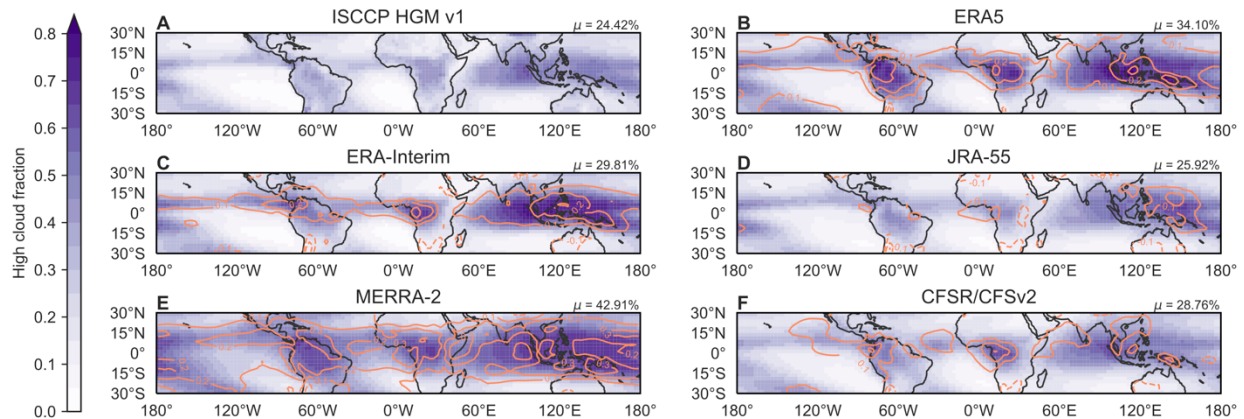 High cloud fraction
0.8
0.7
0.6
0.5
0.4
0.3
0.2
0.1
0.0
A ISCCP HGM v1 μ = 24.42%
30°N
15°N
0°
15°S
30°S
180° 120°W 60°W 0°W 60°E 120°E 180°
B ERA5 μ = 34.10%
30°N
15°N
0°
15°S
30°S
180° 120°W 60°W 0°W 60°E 120°E 180°
C ERA-Interim μ = 29.81%
30°N
15°N
0°
15°S
30°S
180° 120°W 60°W 0°W 60°E 120°E 180°
D JRA-55 μ = 25.92%
30°N
15°N
0°
15°S
30°S
180° 120°W 60°W 0°W 60°E 120°E 180°
E MERRA-2 μ = 42.91%
30°N
15°N
0°
15°S
30°S
180° 120°W 60°W 0°W 60°E 120°E 180°
F CFSR/CFSv2 μ = 28.76%
30°N
15°N
0°
15°S
30°S
180° 120°W 60°W 0°W 60°E 120°E 180°